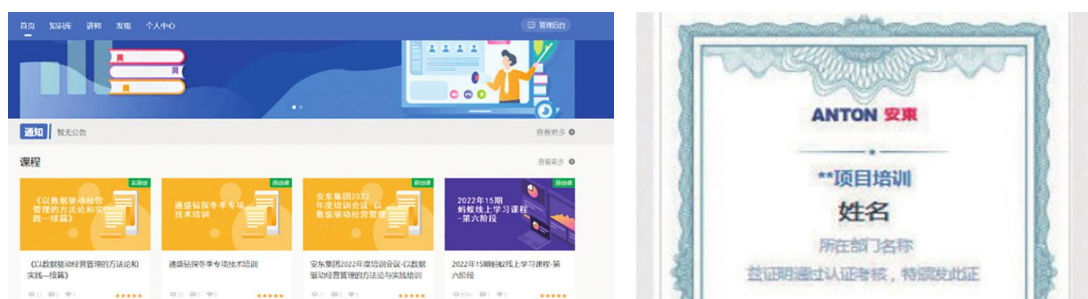 首页 知识库 讲师 发现 个人中心 管理后台
通知 暂无公告 查看更多
课程 查看更多
《以数据驱动经营
管理的方法论和实
践—续篇》
通盛钻探冬季专项
技术培训
安东集团2022
年度培训会议-以
数据驱动经营管理
...
2022年15期
蚂蚁线上学习课程
-第六阶段
《以数据驱动经营管理的方法论和
实践—续篇》
通盛钻探冬季专项技术培训
安东集团2022年度培训会议-以数据
驱动经营管理的方法论与实践培训
2022年15期蚂蚁线上学习课程-第
六阶段
ANTON 安東
**项目培训
姓名
所在部门名称
兹证明通过认证考核，特颁发此证